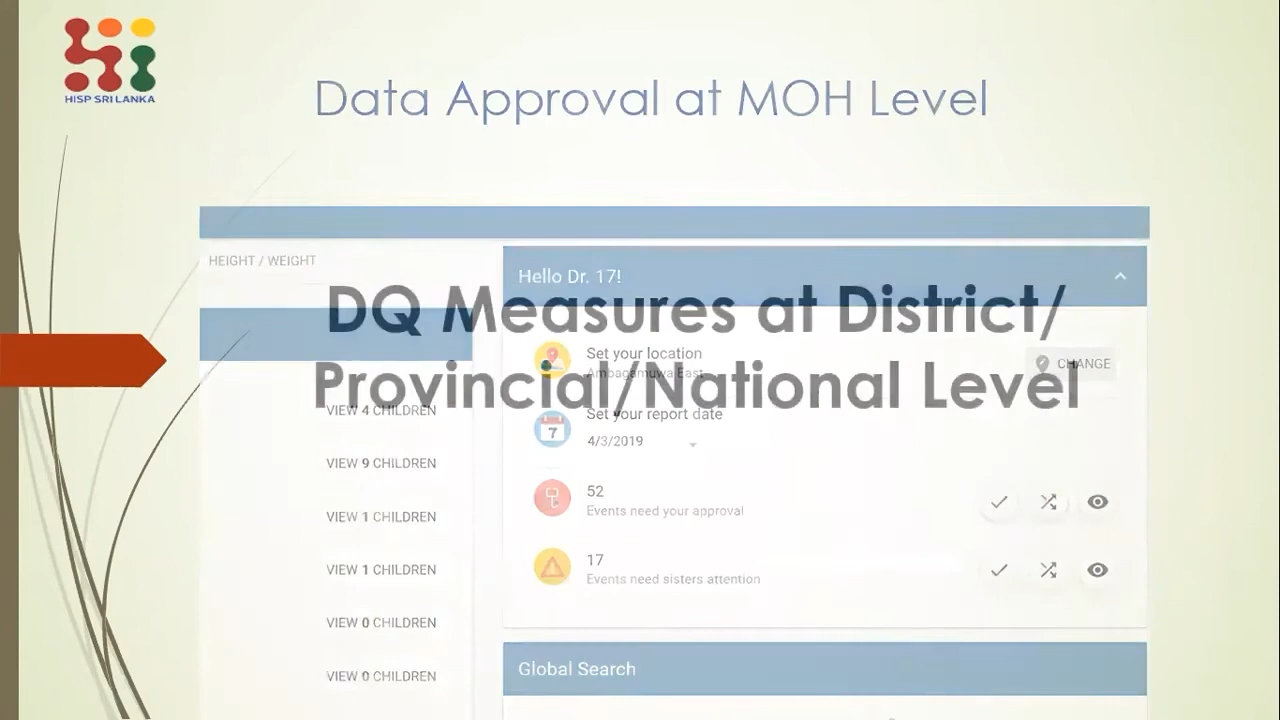 HISP SRI LANKA
Data Approval at MOH Level
HEIGHT / WEIGHT
Hello Dr. 17!
DQ Measures at District/
Provincial/National Level
Set your location
Ambagamuwa East
CHANGE
Set your report date
7
4/3/2019
VIEW 4 CHILDREN
VIEW 9 CHILDREN
VIEW 1 CHILDREN
VIEW 1 CHILDREN
VIEW 0 CHILDREN
VIEW 0 CHILDREN
52
Events need your approval
17
Events need sisters attention
Global Search